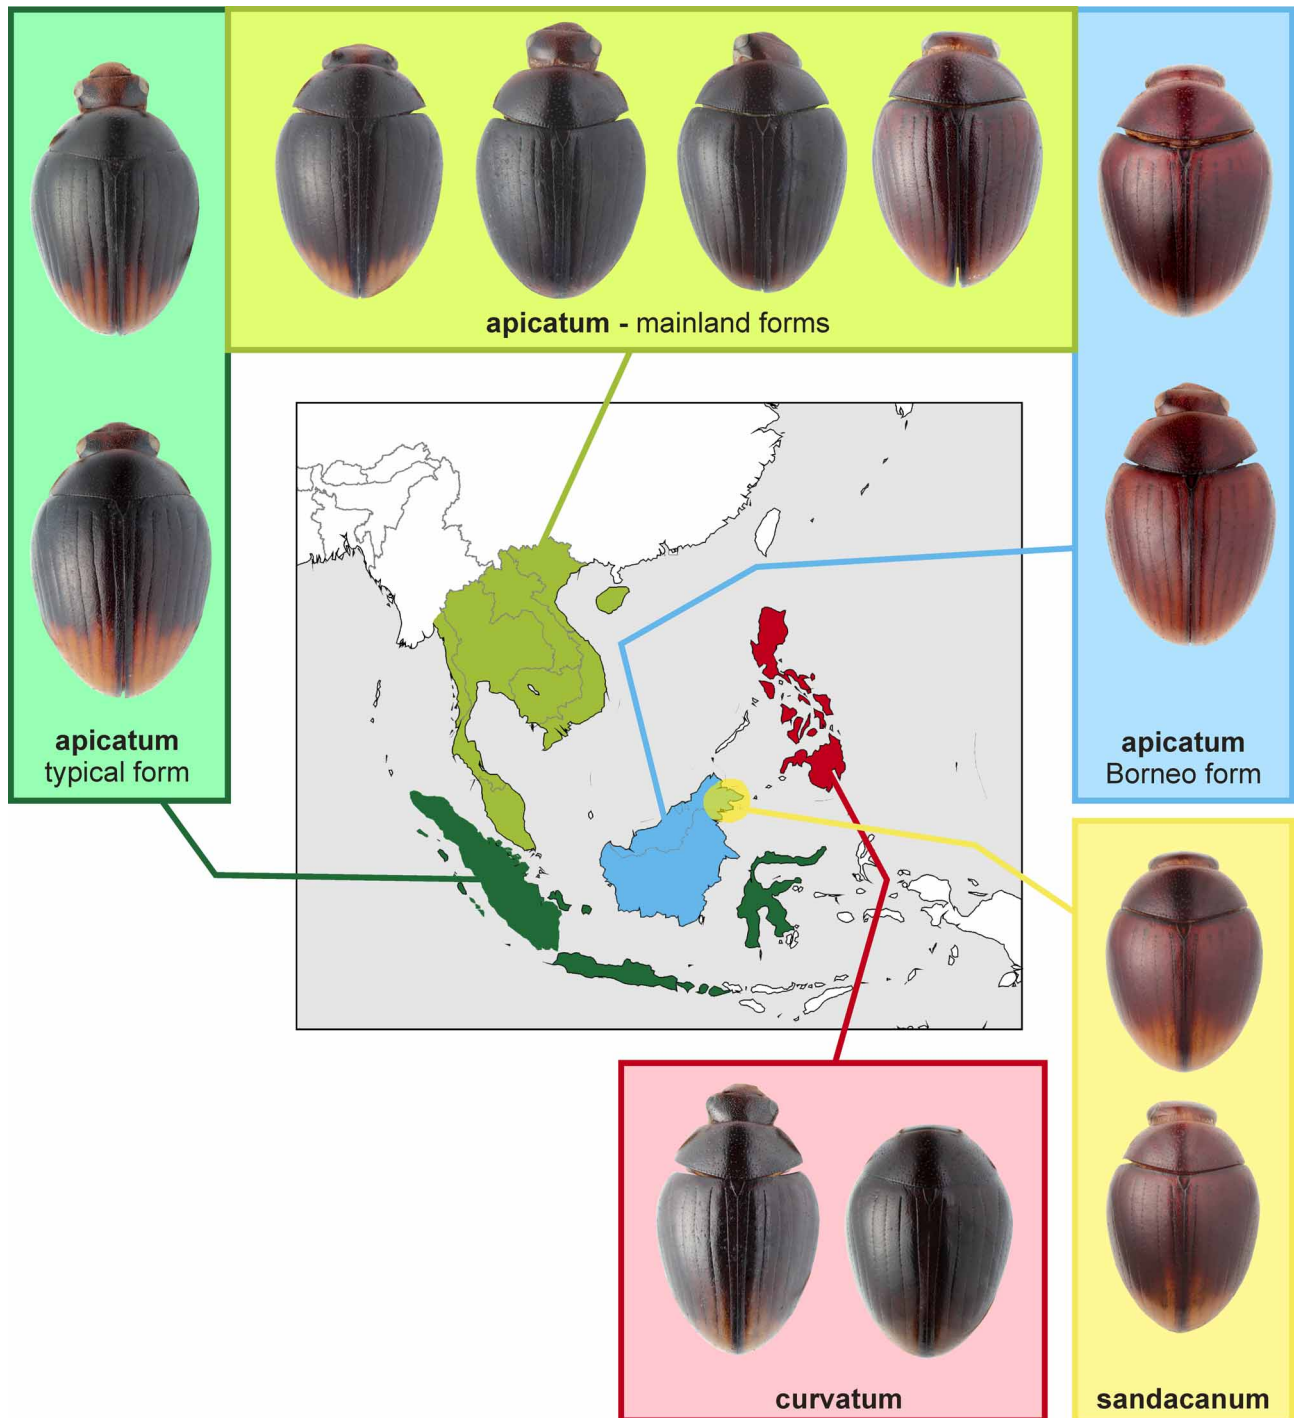 apicatum - mainland forms
apicatum
typical form
apicatum
Borneo form
curvatum
sandacanum